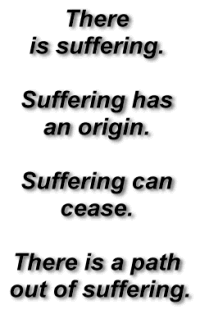 There
is suffering.
Suffering has
an origin.
Suffering can
cease.
There is a path
out of suffering.